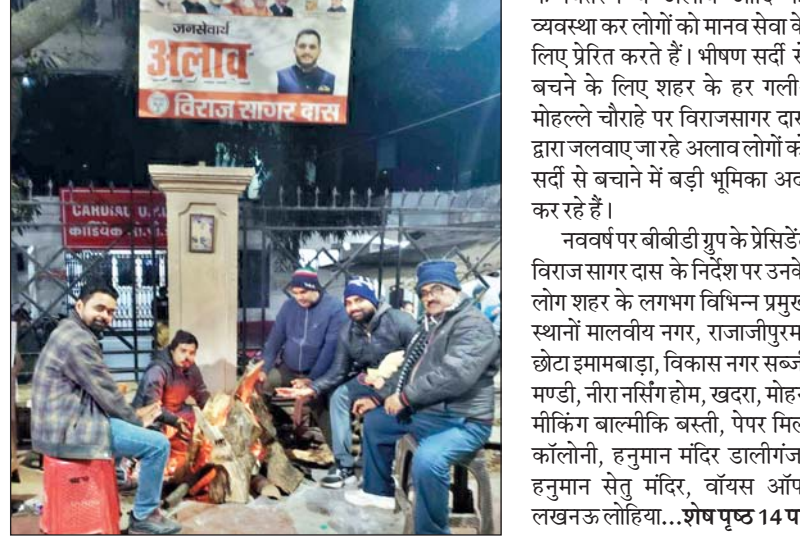 जनसेवार्थ
अलाव
विराज सागर दास
CARDIAC O.P.D.
कार्डियक ओ.पी.डी.
व्यवस्था कर लोगों को मानव सेवा के
लिए प्रेरित करते हैं। भीषण सर्दी से
बचने के लिए शहर के हर गली
मोहल्ले चौराहे पर विराजसागर दास
द्वारा जलवाए जा रहे अलाव लोगों को
सर्दी से बचाने में बड़ी भूमिका अदा
कर रहे हैं।
नववर्ष पर बीबीडी ग्रुप के प्रेसिडेंट
विराज सागर दास के निर्देश पर उनके
लोग शहर के लगभग विभिन्न प्रमुख
स्थानों मालवीय नगर, राजाजीपुरम,
छोटा इमामबाड़ा, विकास नगर सब्जी
मण्डी, नीरा नर्सिंग होम, खदरा, मोहन
मीकिंग बाल्मीकि बस्ती, पेपर मिल
कॉलोनी, हनुमान मंदिर डालीगंज,
हनुमान सेतु मंदिर, वॉयस ऑफ
लखनऊ लोहिया...शेष पृष्ठ 14 पर